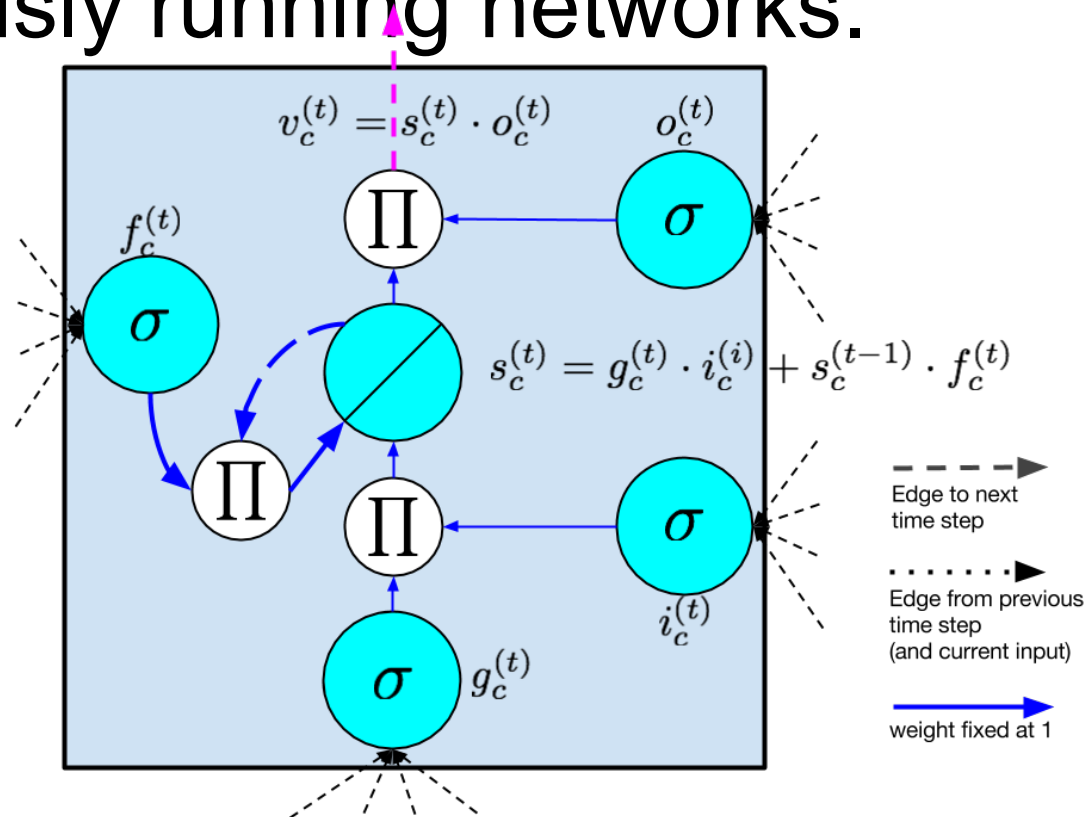 sly running networks.
v_c^{(t)} = s_c^{(t)} · o_c^{(t)}
o_c^{(t)}
∏
σ
f_c^{(t)}
σ
s_c^{(t)} = g_c^{(t)} · i_c^{(i)} + s_c^{(t−1)} · f_c^{(t)}
∏
∏
σ
i_c^{(t)}
σ
g_c^{(t)}
Edge to next
time step
Edge from previous
time step
(and current input)
weight fixed at 1